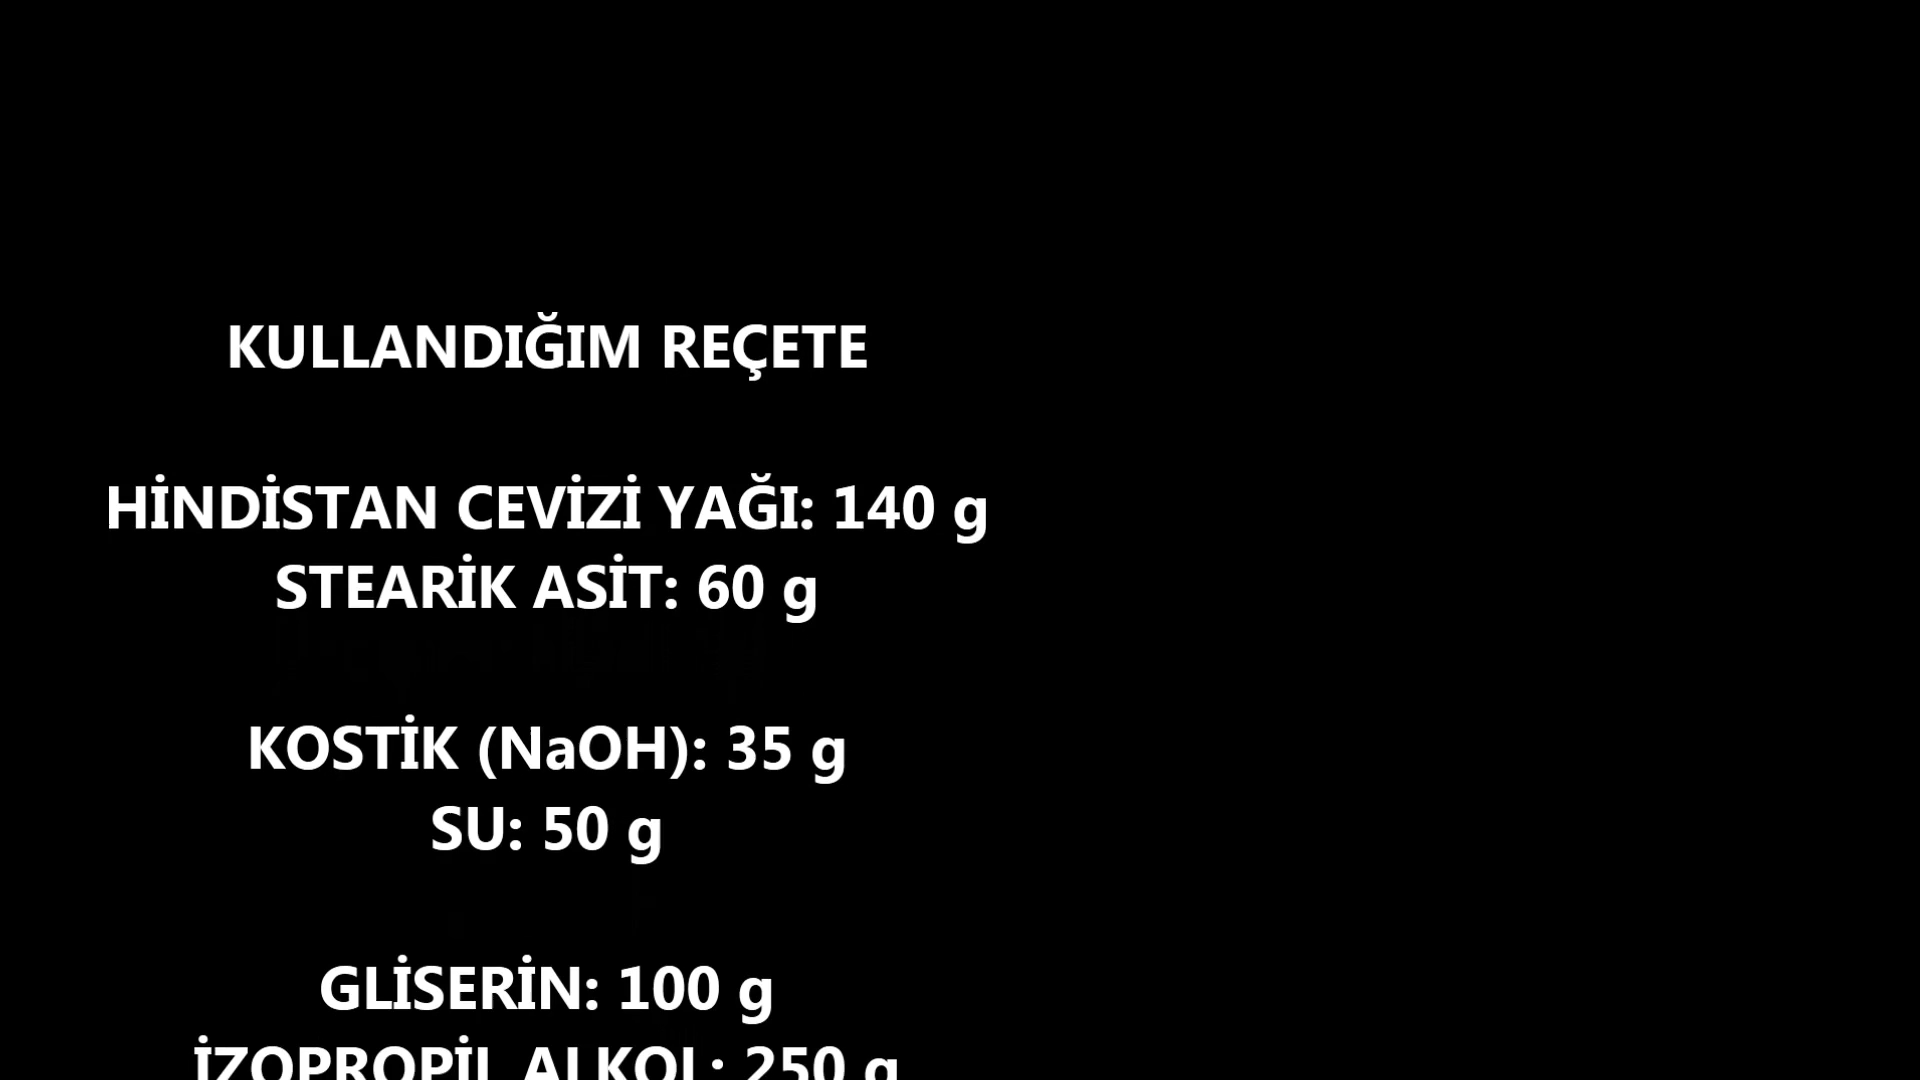 KULLANDIĞIM REÇETE
HİNDİSTAN CEVİZİ YAĞI: 140 g
STEARİK ASİT: 60 g
KOSTİK (NaOH): 35 g
SU: 50 g
GLİSERİN: 100 g
İZOPROPİL ALKOL: 250 g